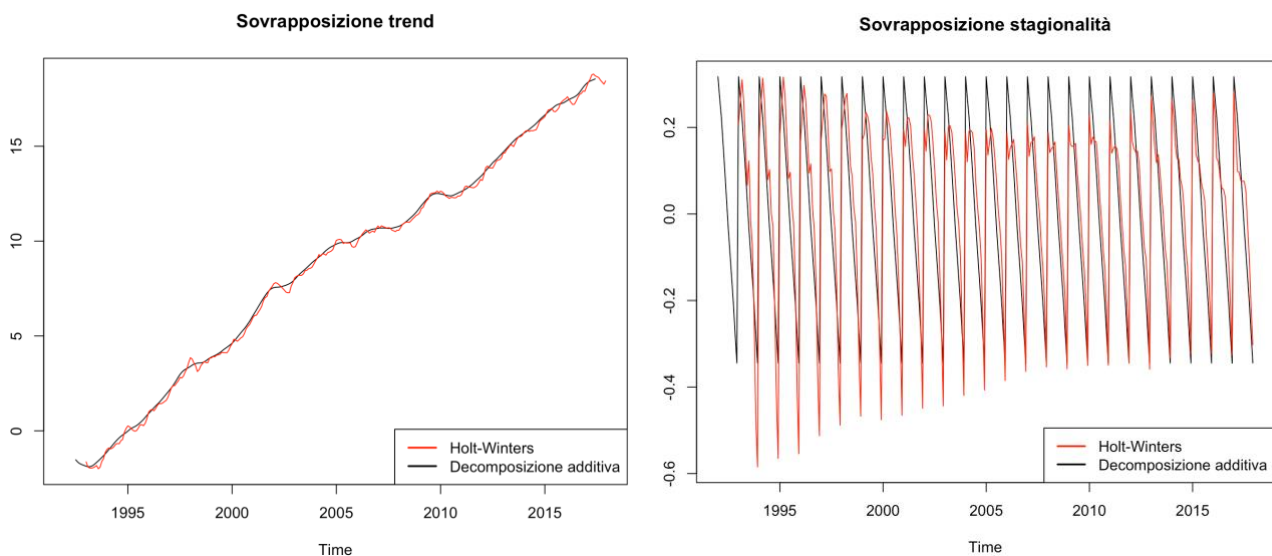 Sovrapposizione trend
15
10
5
0
Holt-Winters
Decomposizione additiva
1995 2000 2005 2010 2015
Time
Sovrapposizione stagionalità
0.2
0.0
-0.2
-0.4
-0.6
Holt-Winters
Decomposizione additiva
1995 2000 2005 2010 2015
Time